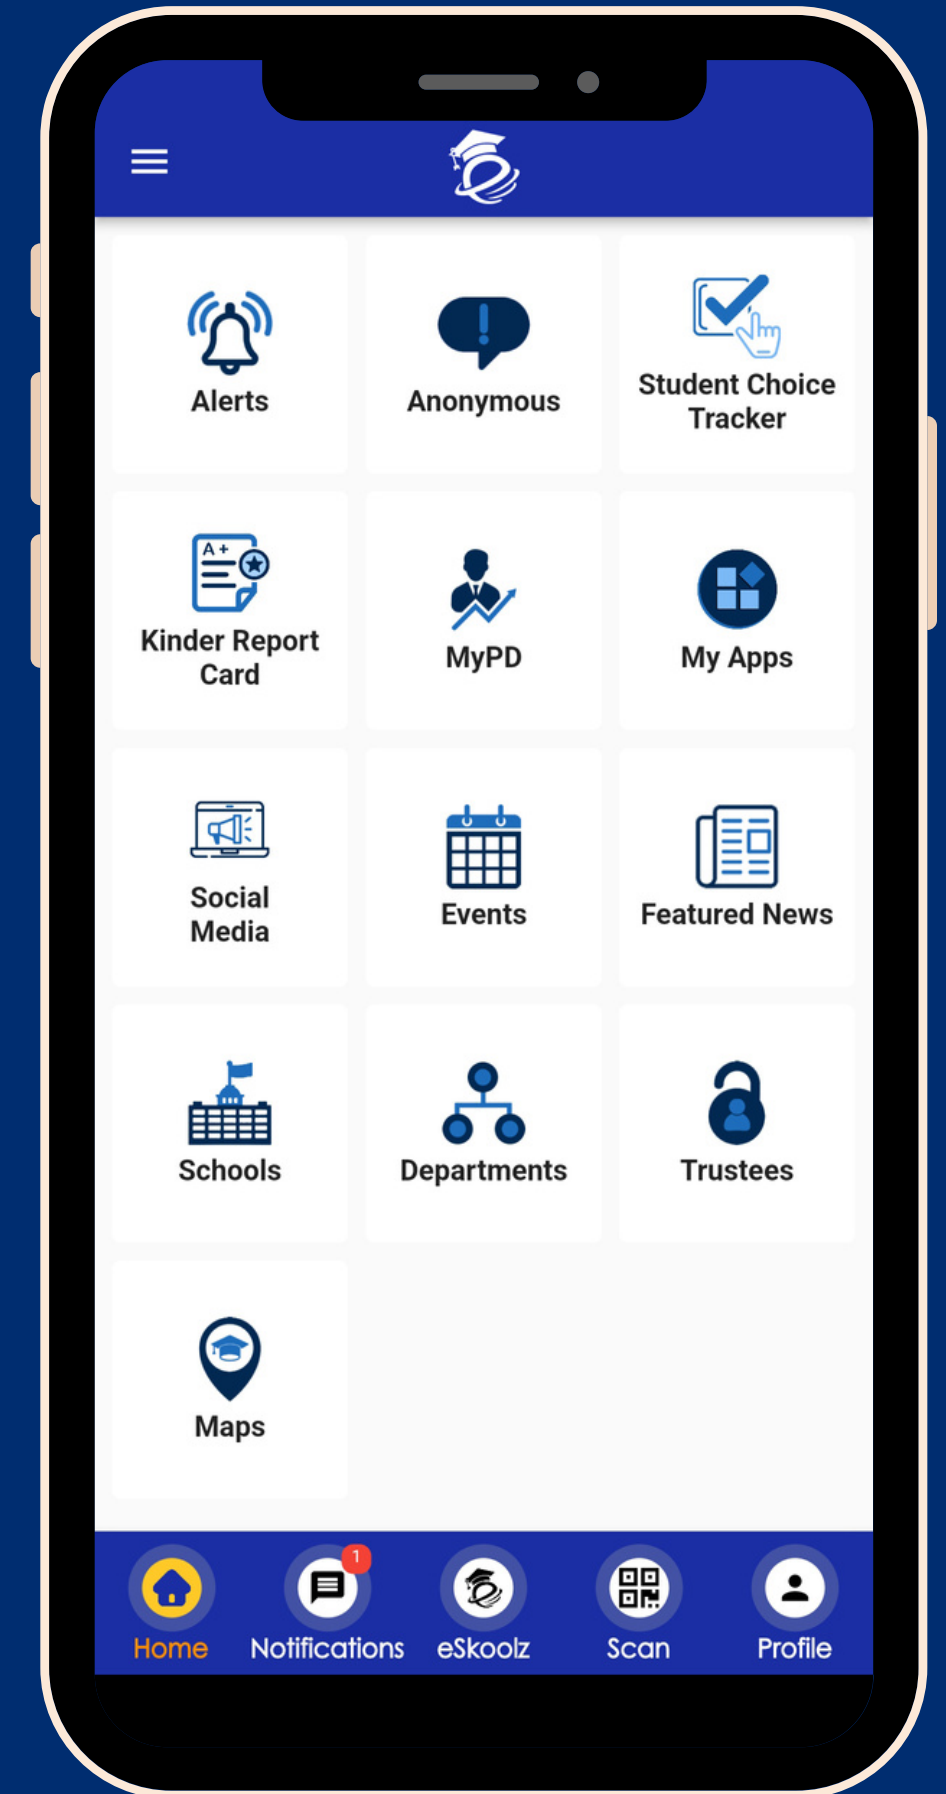 Alerts
Anonymous
Student Choice
Tracker
A+
Kinder Report
Card
MyPD
My Apps
Social
Media
Events
Featured News
Schools
Departments
Trustees
Maps
1
Home
Notifications
eSkoolz
Scan
Profile